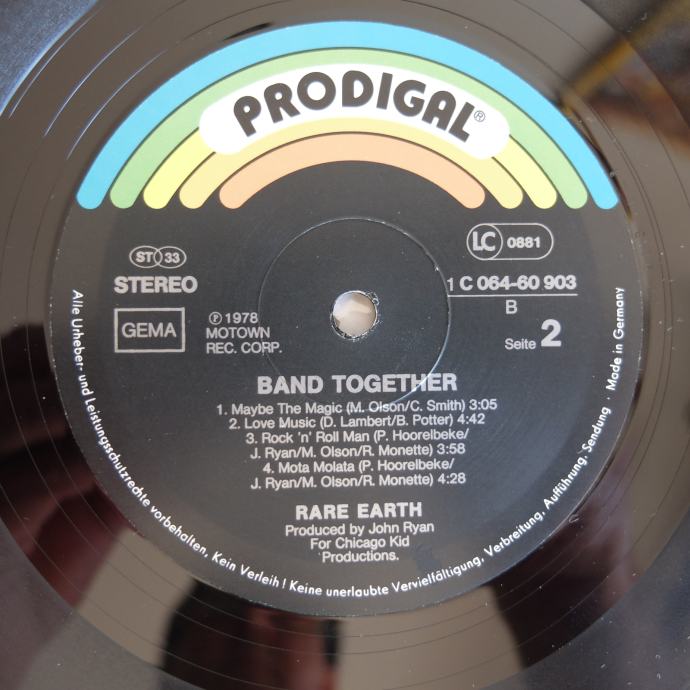 PRODIGAL®
ST 33
STEREO
GEMA
℗ 1978
MOTOWN
REC. CORP.
LC 0881
1 C 064-60 903
B
Seite 2
BAND TOGETHER
1. Maybe The Magic (M. Olson/C. Smith) 3:05
2. Love Music (D. Lambert/B. Potter) 4:42
3. Rock 'n' Roll Man (P. Hoorelbeke/
J. Ryan/M. Olson/R. Monette) 3:58
4. Mota Molata (P. Hoorelbeke/
J. Ryan/M. Olson/R. Monette) 4:28
RARE EARTH
Produced by John Ryan
For Chicago Kid
Productions.
Alle Urheber- und Leistungsschutzrechte vorbehalten. Kein Verleih! Keine unerlaubte Vervielfältigung, Verbreitung, Aufführung, Sendung · Made in Germany